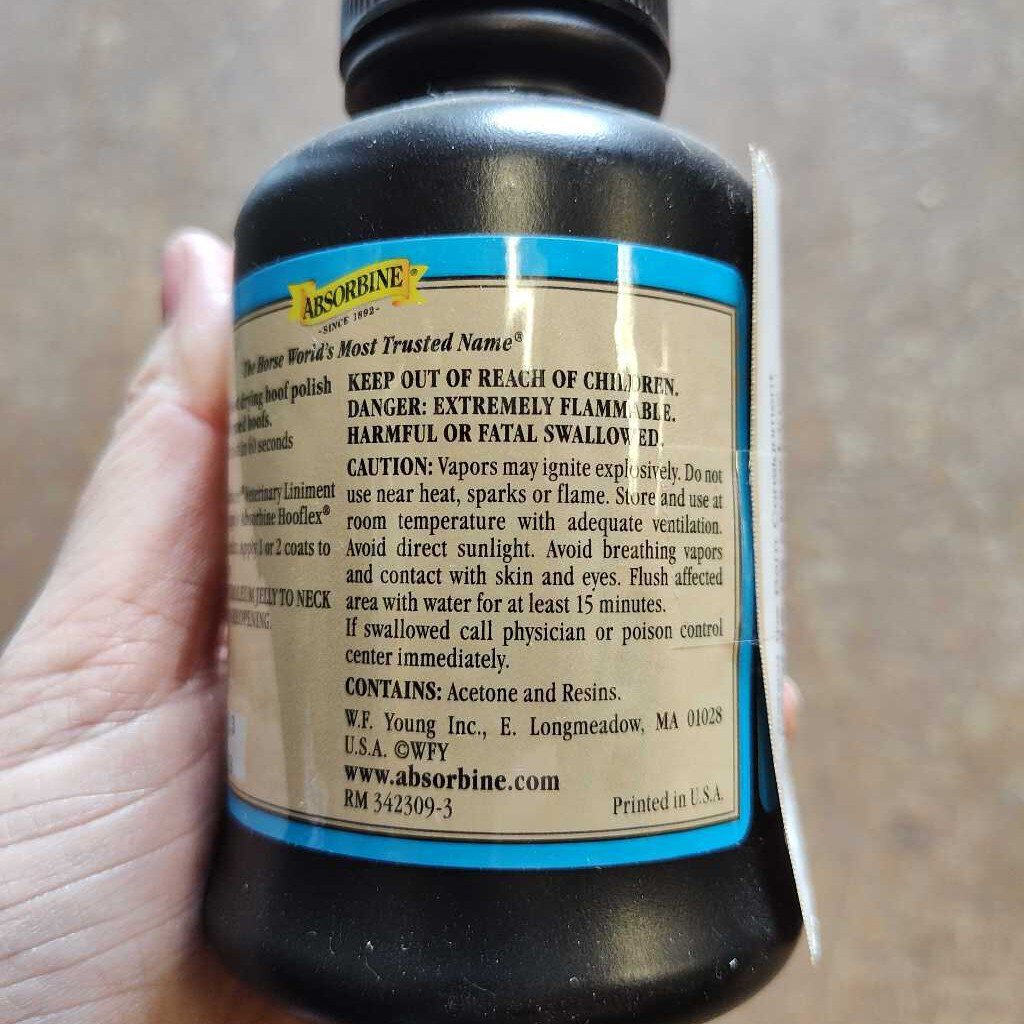 ABSORBINE®
-SINCE 1892-
The Horse World's Most Trusted Name®
drying hoof polish
hoofs.
60 seconds
Veterinary Liniment
Absorbine Hooflex®
apply 1 or 2 coats to
JELLY TO NECK
KEEP OUT OF REACH OF CHILDREN.
DANGER: EXTREMELY FLAMMABLE.
HARMFUL OR FATAL SWALLOWED.
CAUTION: Vapors may ignite explosively. Do not
use near heat, sparks or flame. Store and use at
room temperature with adequate ventilation.
Avoid direct sunlight. Avoid breathing vapors
and contact with skin and eyes. Flush affected
area with water for at least 15 minutes.
If swallowed call physician or poison control
center immediately.
CONTAINS: Acetone and Resins.
W.F. Young Inc., E. Longmeadow, MA 01028
U.S.A. ©WFY
www.absorbine.com
RM 342309-3
Printed in U.S.A.